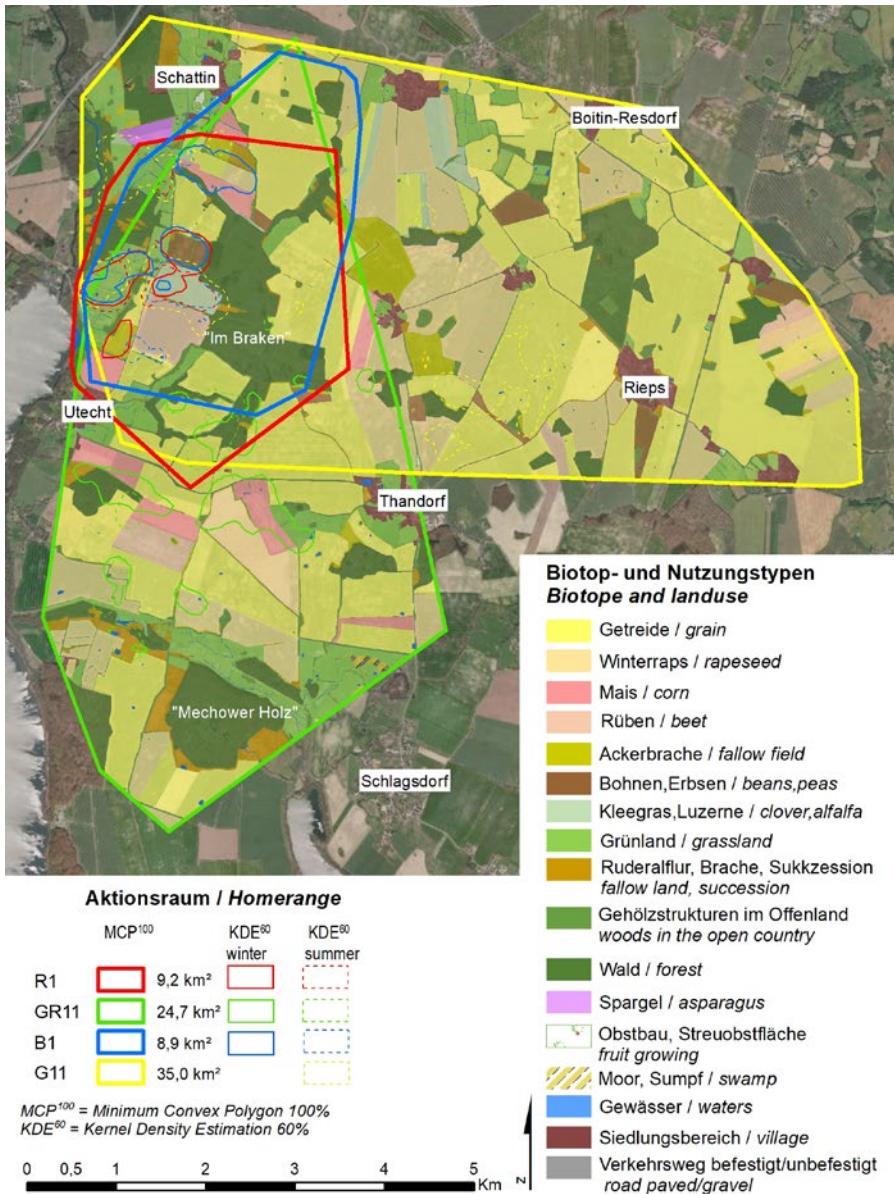 Schattin
Boitin-Resdorf
"Im Braken"
Rieps
Utecht
Thandorf
"Mechower Holz"
Schlagsdorf
Biotop- und Nutzungstypen
Biotope and landuse
Getreide / grain
Winterraps / rapeseed
Mais / corn
Rüben / beet
Ackerbrache / fallow field
Bohnen,Erbsen / beans,peas
Kleegras,Luzerne / clover,alfalfa
Grünland / grassland
Ruderalflur, Brache, Sukkzession
fallow land, succession
Gehölzstrukturen im Offenland
woods in the open country
Wald / forest
Spargel / asparagus
Obstbau, Streuobstfläche
fruit growing
Moor, Sumpf / swamp
Gewässer / waters
Siedlungsbereich / village
Verkehrsweg befestigt/unbefestigt
road paved/gravel
Aktionsraum / Homerange
MCP¹⁰⁰ KDE⁶⁰ KDE⁶⁰
winter summer
R1 9,2 km²
GR11 24,7 km²
B1 8,9 km²
G11 35,0 km²
MCP¹⁰⁰ = Minimum Convex Polygon 100%
KDE⁶⁰ = Kernel Density Estimation 60%
N
0 0,5 1 2 3 4 5
Km